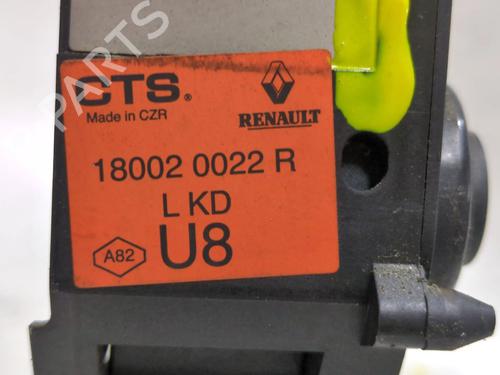 PARTS
CTS.®
Made in CZR
RENAULT
18002 0022 R
L KD
A82
U8